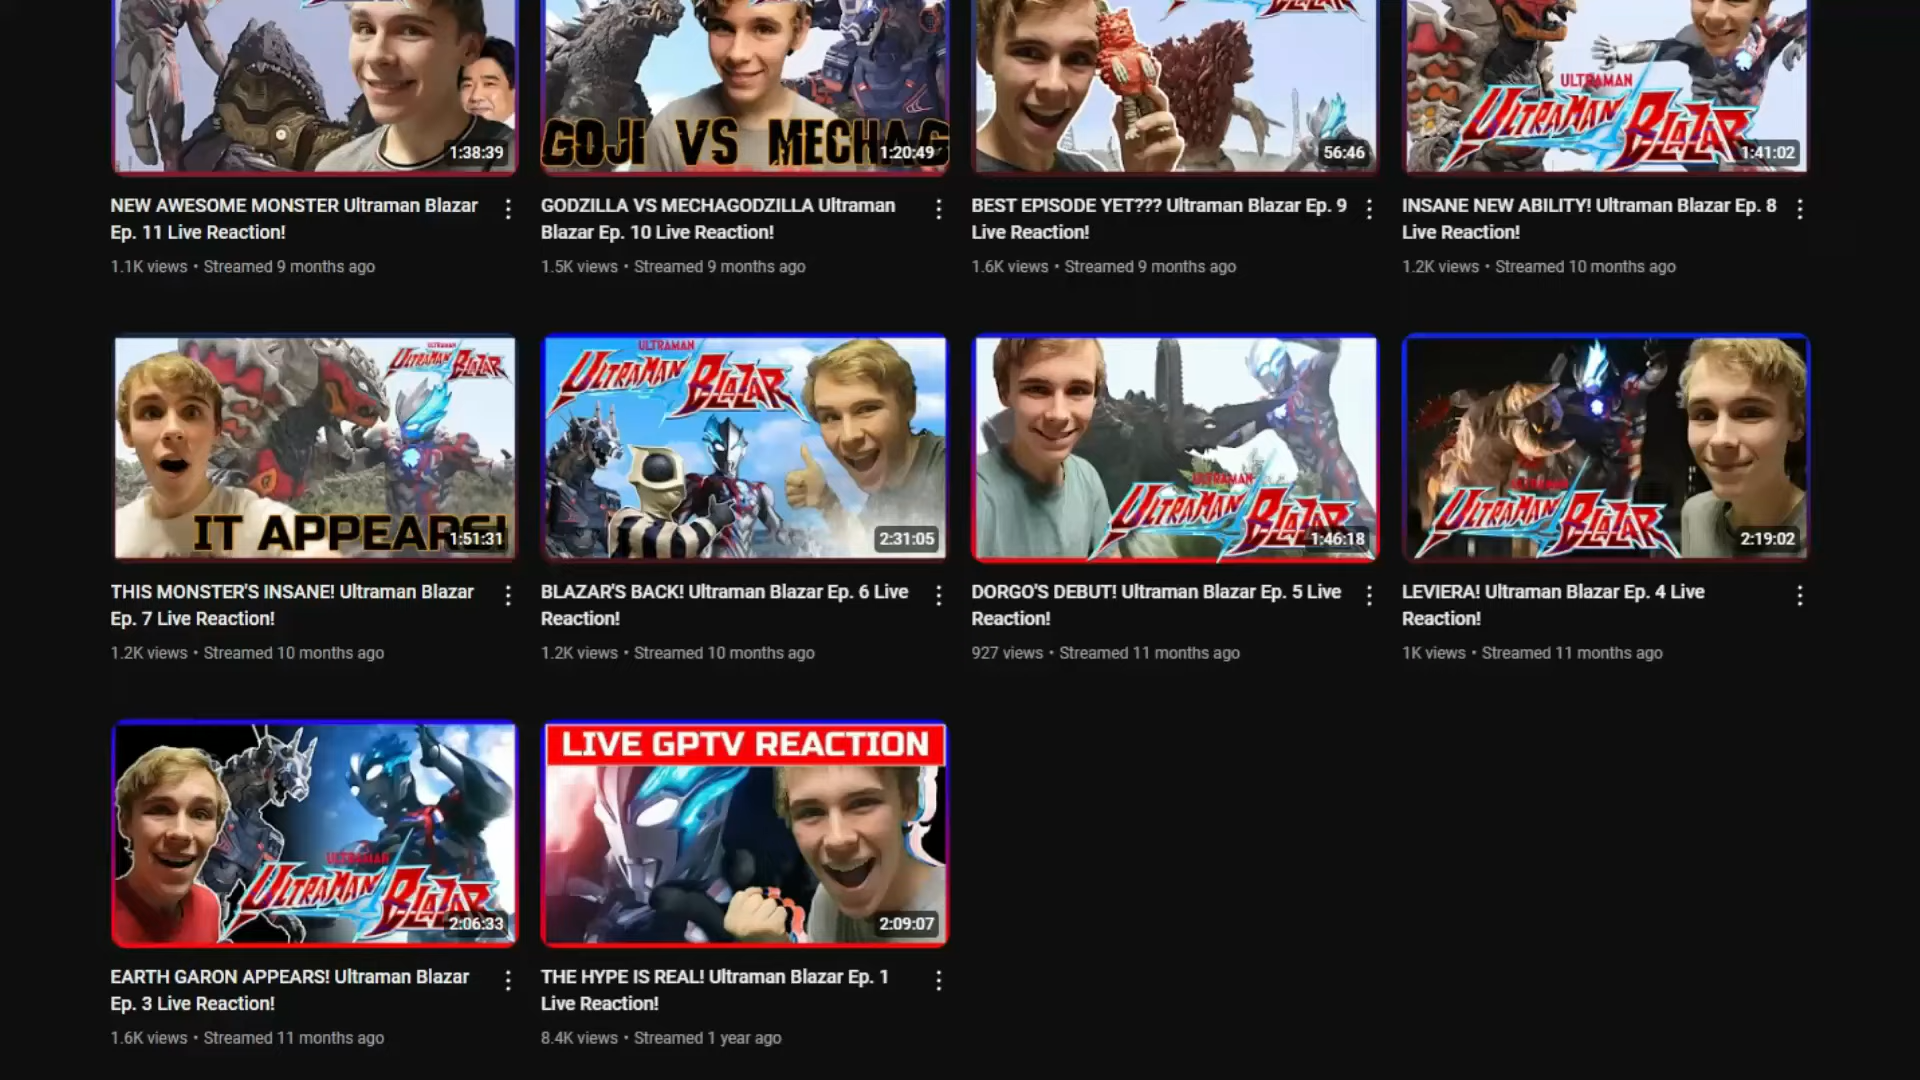 GOJI VS MECHAG
1:38:39
1:20:49
56:46
ULTRAMAN
ULTRAMAN BLAZAR
1:41:02
NEW AWESOME MONSTER Ultraman Blazar
Ep. 11 Live Reaction!
1.1K views • Streamed 9 months ago
GODZILLA VS MECHAGODZILLA Ultraman
Blazar Ep. 10 Live Reaction!
1.5K views • Streamed 9 months ago
BEST EPISODE YET??? Ultraman Blazar Ep. 9
Live Reaction!
1.6K views • Streamed 9 months ago
INSANE NEW ABILITY! Ultraman Blazar Ep. 8
Live Reaction!
1.2K views • Streamed 10 months ago
ULTRAMAN
ULTRAMAN BLAZAR
IT APPEARS!
1:51:31
ULTRAMAN
ULTRAMAN BLAZAR
2:31:05
ULTRAMAN
ULTRAMAN BLAZAR
1:46:18
ULTRAMAN
ULTRAMAN BLAZAR
2:19:02
THIS MONSTER'S INSANE! Ultraman Blazar
Ep. 7 Live Reaction!
1.2K views • Streamed 10 months ago
BLAZAR'S BACK! Ultraman Blazar Ep. 6 Live
Reaction!
1.2K views • Streamed 10 months ago
DORGO'S DEBUT! Ultraman Blazar Ep. 5 Live
Reaction!
927 views • Streamed 11 months ago
LEVIERA! Ultraman Blazar Ep. 4 Live
Reaction!
1K views • Streamed 11 months ago
ULTRAMAN
ULTRAMAN BLAZAR
2:06:33
LIVE GPTV REACTION
2:09:07
EARTH GARON APPEARS! Ultraman Blazar
Ep. 3 Live Reaction!
1.6K views • Streamed 11 months ago
THE HYPE IS REAL! Ultraman Blazar Ep. 1
Live Reaction!
8.4K views • Streamed 1 year ago